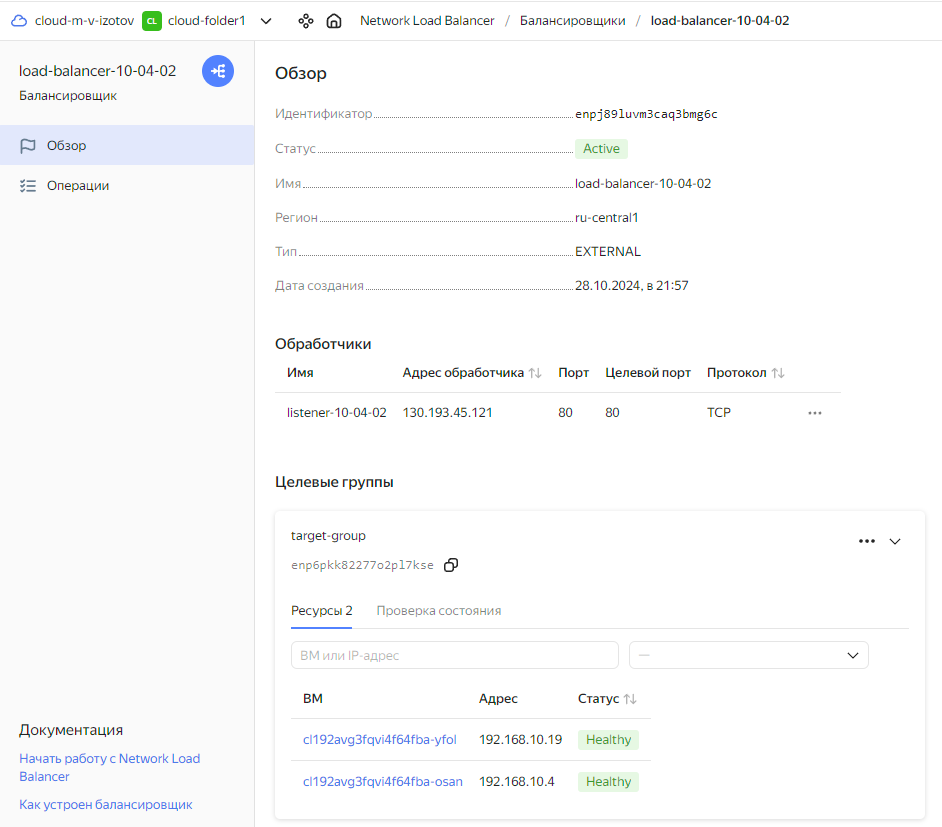 cloud-m-v-izotov CL cloud-folder1 Network Load Balancer / Балансировщики / load-balancer-10-04-02
load-balancer-10-04-02
Балансировщик
Обзор
Операции
Документация
Начать работу с Network Load
Balancer
Как устроен балансировщик
Обзор
Идентификатор enpj89luvm3caq3bmg6c
Статус Active
Имя load-balancer-10-04-02
Регион ru-central1
Тип EXTERNAL
Дата создания 28.10.2024, в 21:57
Обработчики
Имя Адрес обработчика Порт Целевой порт Протокол
listener-10-04-02 130.193.45.121 80 80 TCP
Целевые группы
target-group
enp6pkk82277o2pl7kse
Ресурсы 2 Проверка состояния
ВМ или IP-адрес —
ВМ Адрес Статус
cl192avg3fqvi4f64fba-yfol 192.168.10.19 Healthy
cl192avg3fqvi4f64fba-osan 192.168.10.4 Healthy